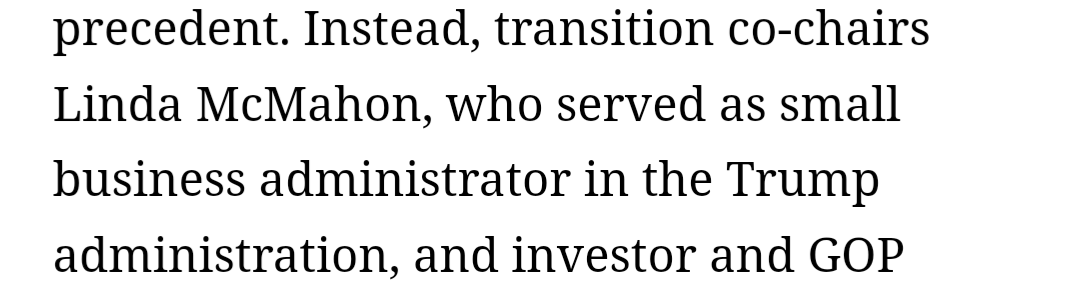 precedent. Instead, transition co-chairs
Linda McMahon, who served as small
business administrator in the Trump
administration, and investor and GOP